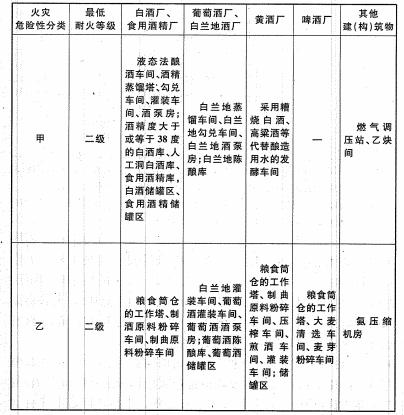 火灾
危险性分类
最低
耐火等级
白酒厂、
食用酒精厂
葡萄酒厂、
白兰地酒厂
黄酒厂
啤酒厂
其他
建(构)筑物
甲
二级
液态法酿
酒车间、酒精
蒸馏塔、勾兑
车间、灌装车
间、酒泵房;
酒精度大于
或等于 38 度
的白酒库、人
工洞白酒库、
食用酒精库,
白酒储罐区、
食用酒精储
罐区
白兰地蒸
馏车间、白兰
地勾兑车间、
白兰地酒泵
房;白兰地陈
酿库
采用糟
烧白酒、
高粱酒等
代替酿造
用水的发
酵车间
—
燃气调
压站、乙炔
间
乙
二级
粮食筒仓
的工作塔、制
酒原料粉碎
车间、制曲原
料粉碎车间
白兰地灌
装车间、葡萄
酒灌装车间、
葡萄酒酒泵
房;葡萄酒陈
酿库、葡萄酒
储罐区
粮食筒
仓的工作
塔、制曲
原料粉碎
车间、压
榨车间、
煎酒车
间、灌装
车间;储
罐区
粮食筒
仓的工作
塔、大麦
清选车
间、麦芽
粉碎车间
氨压缩
机房